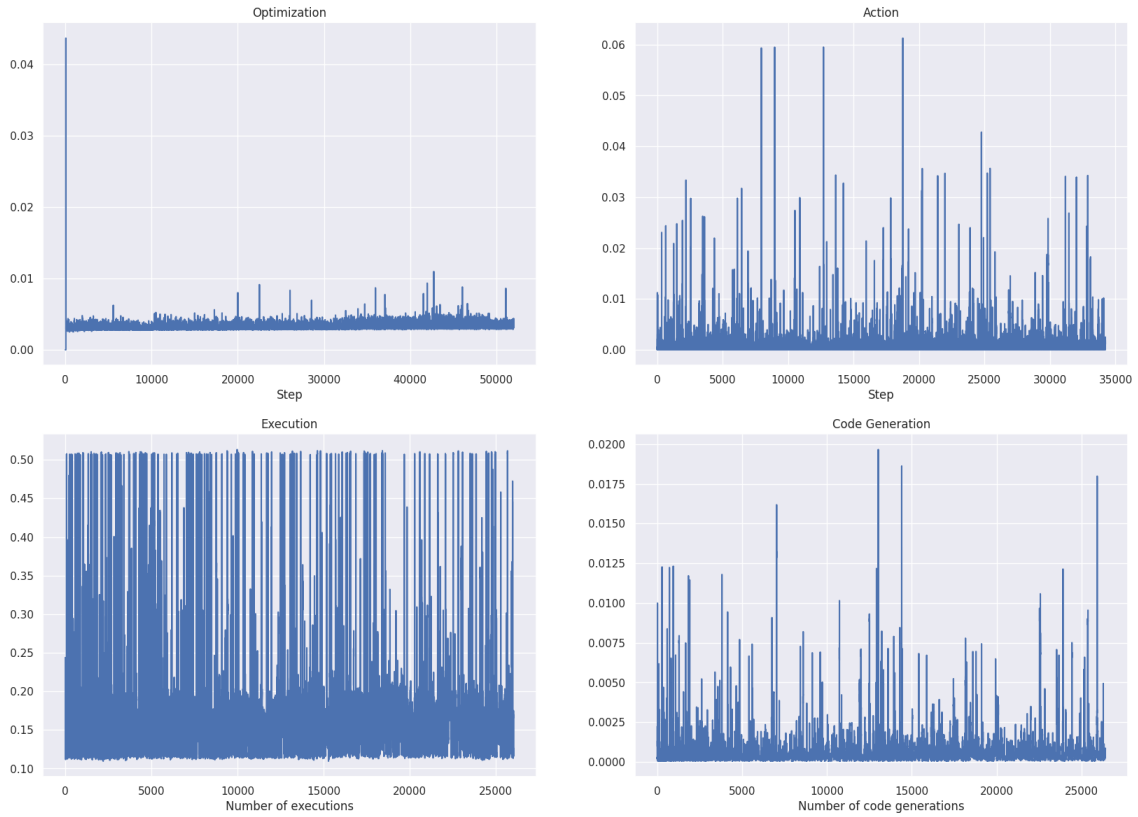 Optimization
0.04
0.03
0.02
0.01
0.00
0 10000 20000 30000 40000 50000
Step
Action
0.06
0.05
0.04
0.03
0.02
0.01
0.00
0 5000 10000 15000 20000 25000 30000 35000
Step
Execution
0.50
0.45
0.40
0.35
0.30
0.25
0.20
0.15
0.10
0 5000 10000 15000 20000 25000
Number of executions
Code Generation
0.0200
0.0175
0.0150
0.0125
0.0100
0.0075
0.0050
0.0025
0.0000
0 5000 10000 15000 20000 25000
Number of code generations